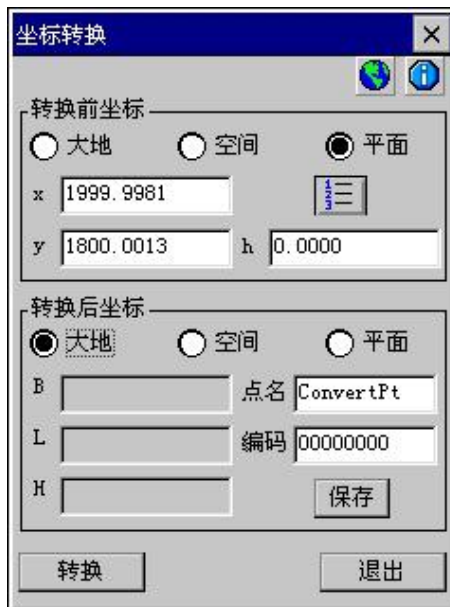 坐标转换
转换前坐标
大地 空间 平面
x 1999.9981
y 1800.0013 h 0.0000
转换后坐标
大地 空间 平面
B 点名 ConvertPt
L 编码 00000000
H 保存
转换 退出